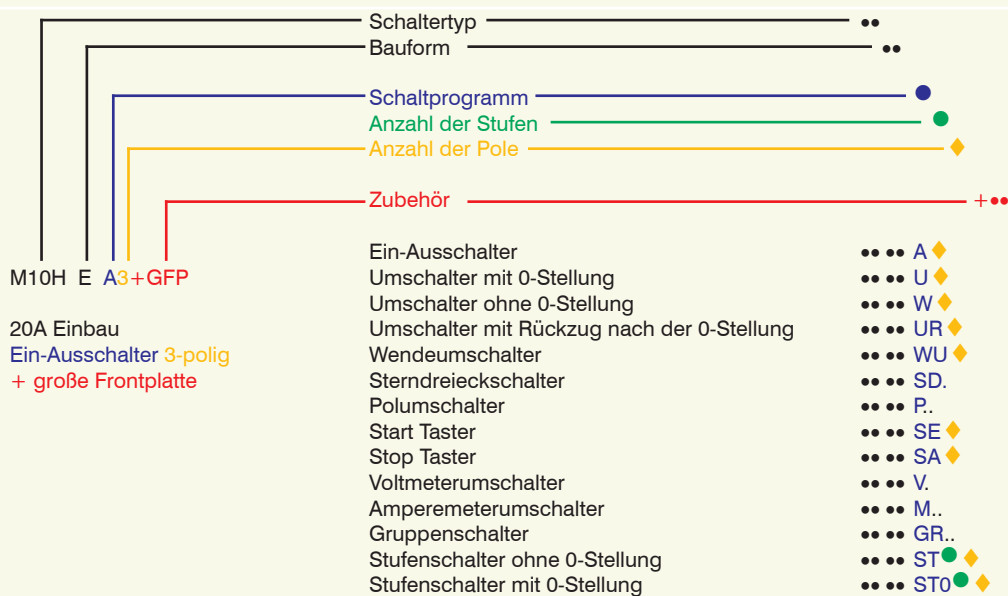 Schaltertyp ●● 
Bauform ●●
Schaltprogramm ●
Anzahl der Stufen ●
Anzahl der Pole ♦
Zubehör +●●
M10H E A3+GFP
20A Einbau
Ein-Ausschalter 3-polig
+ große Frontplatte
Ein-Ausschalter ●● ●● A ♦
Umschalter mit 0-Stellung ●● ●● U ♦
Umschalter ohne 0-Stellung ●● ●● W ♦
Umschalter mit Rückzug nach der 0-Stellung ●● ●● UR ♦
Wendeumschalter ●● ●● WU ♦
Sterndreieckschalter ●● ●● SD.
Polumschalter ●● ●● P..
Start Taster ●● ●● SE ♦
Stop Taster ●● ●● SA ♦
Voltmeterumschalter ●● ●● V.
Amperemeterumschalter ●● ●● M..
Gruppenschalter ●● ●● GR..
Stufenschalter ohne 0-Stellung ●● ●● ST ● ♦
Stufenschalter mit 0-Stellung ●● ●● ST0 ● ♦